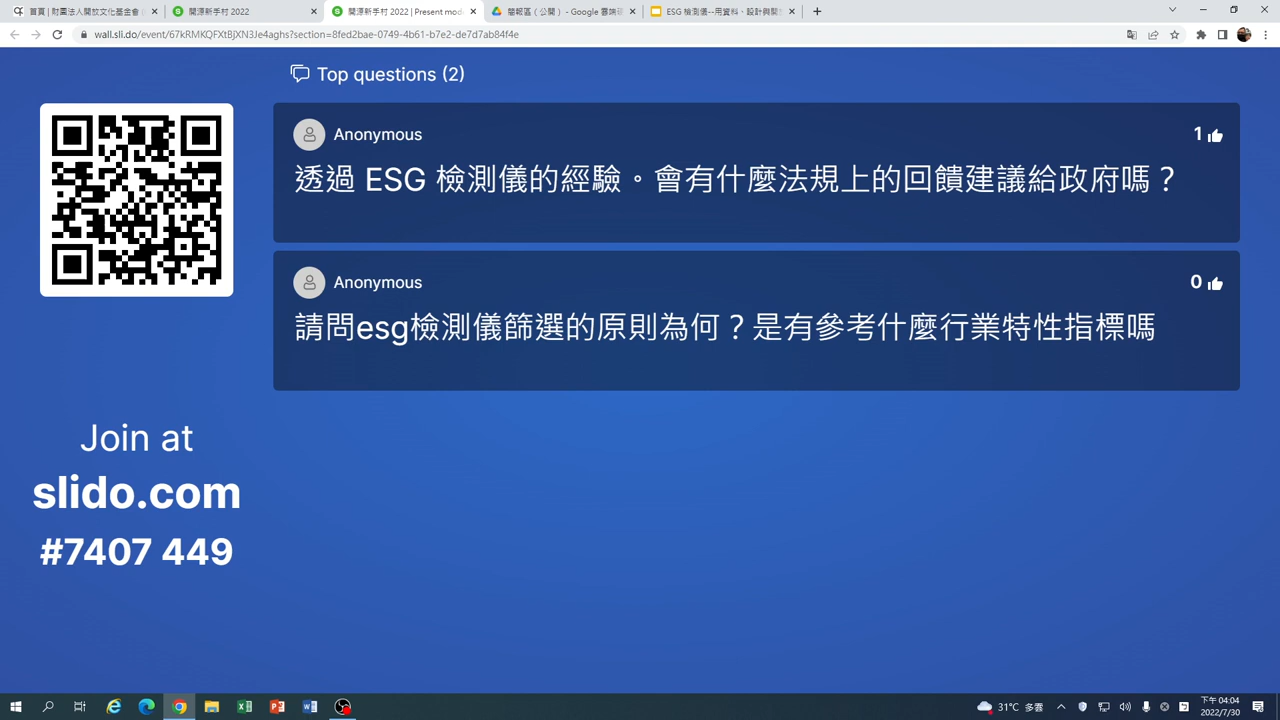 首頁 | 財團法人開放文化基金會 (
開源新手村 2022
開源新手村 2022 | Present mod
簡報區（公開） - Google 雲端硬
ESG 檢測儀--用資料、設計與開
wall.sli.do/event/67kRMKQFXt8jXN3Je4aghs?section=8fed2bae-0749-4b61-b7e2-de7d7ab84f4e
Top questions (2)
Anonymous
1
透過 ESG 檢測儀的經驗。會有什麼法規上的回饋建議給政府嗎？
Anonymous
0
請問esg檢測儀篩選的原則為何？是有參考什麼行業特性指標嗎
Join at
slido.com
#7407 449
31°C 多雲
下午 04:04
2022/7/30